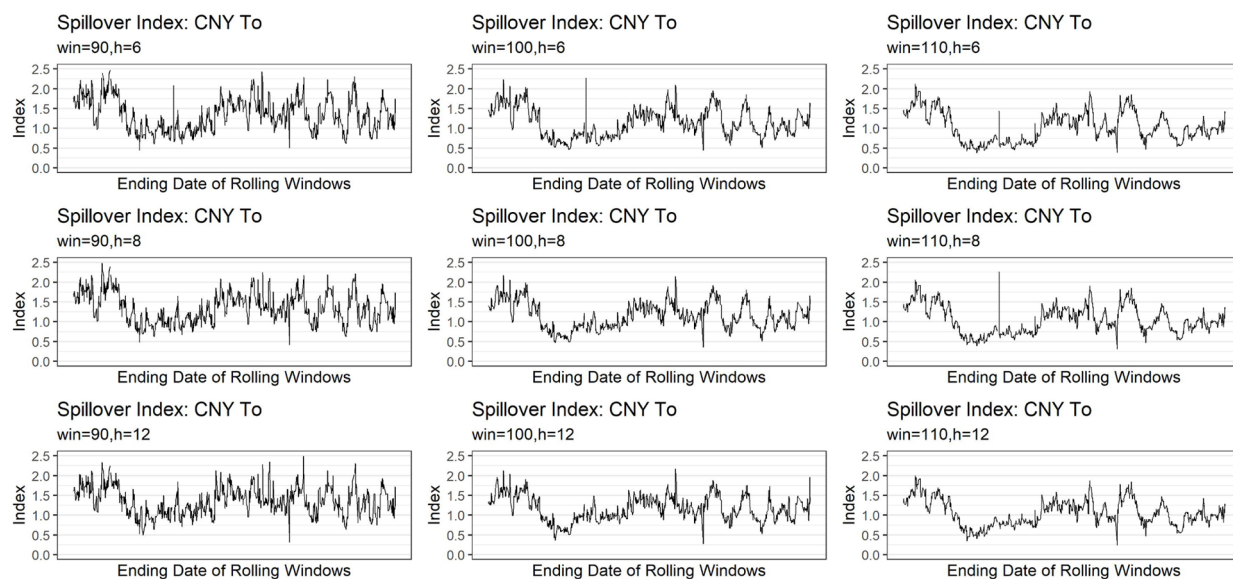 Spillover Index: CNY To
win=90,h=6
2.5
2.0
1.5
1.0
0.5
0.0
Index
Ending Date of Rolling Windows
Spillover Index: CNY To
win=100,h=6
2.5
2.0
1.5
1.0
0.5
0.0
Index
Ending Date of Rolling Windows
Spillover Index: CNY To
win=110,h=6
2.5
2.0
1.5
1.0
0.5
0.0
Index
Ending Date of Rolling Windows
Spillover Index: CNY To
win=90,h=8
2.5
2.0
1.5
1.0
0.5
0.0
Index
Ending Date of Rolling Windows
Spillover Index: CNY To
win=100,h=8
2.5
2.0
1.5
1.0
0.5
0.0
Index
Ending Date of Rolling Windows
Spillover Index: CNY To
win=110,h=8
2.5
2.0
1.5
1.0
0.5
0.0
Index
Ending Date of Rolling Windows
Spillover Index: CNY To
win=90,h=12
2.5
2.0
1.5
1.0
0.5
0.0
Index
Ending Date of Rolling Windows
Spillover Index: CNY To
win=100,h=12
2.5
2.0
1.5
1.0
0.5
0.0
Index
Ending Date of Rolling Windows
Spillover Index: CNY To
win=110,h=12
2.5
2.0
1.5
1.0
0.5
0.0
Index
Ending Date of Rolling Windows